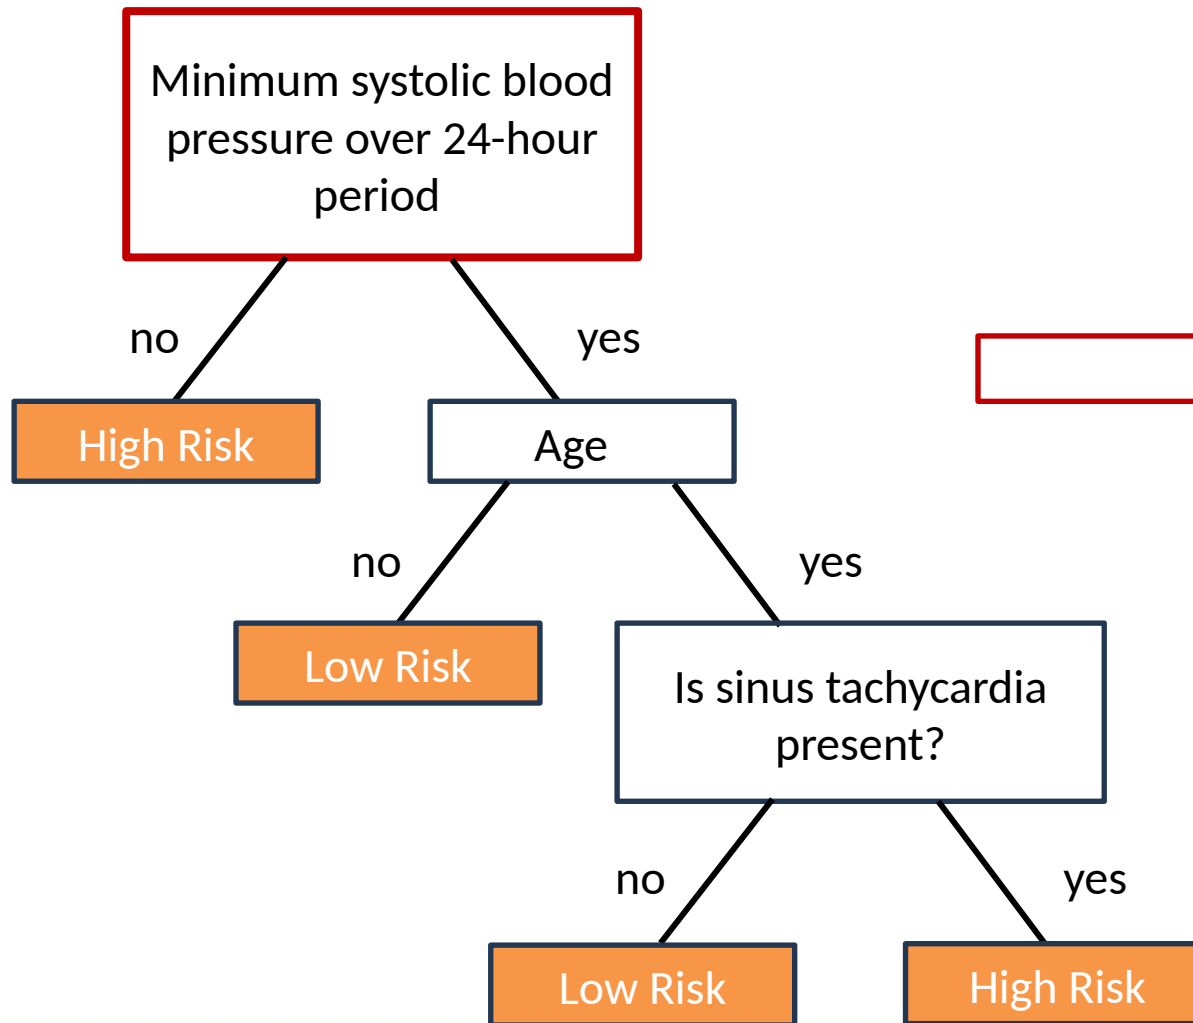 Minimum systolic blood
pressure over 24-hour
period
no
yes
High Risk
Age
no
yes
Low Risk
Is sinus tachycardia
present?
no
yes
Low Risk
High Risk